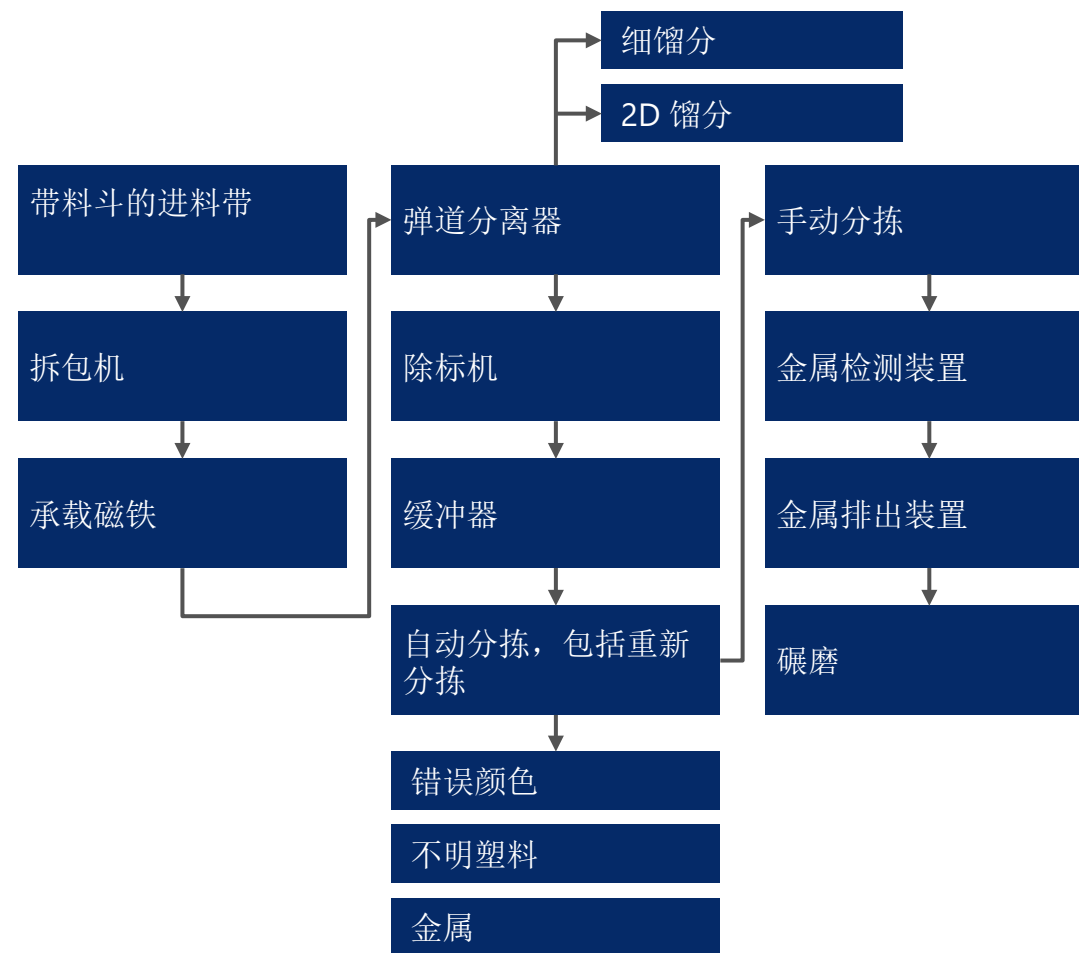 细馏分
2D 馏分
带料斗的进料带
拆包机
承载磁铁
弹道分离器
除标机
缓冲器
自动分拣，包括重新
分拣
错误颜色
不明塑料
金属
手动分拣
金属检测装置
金属排出装置
碾磨